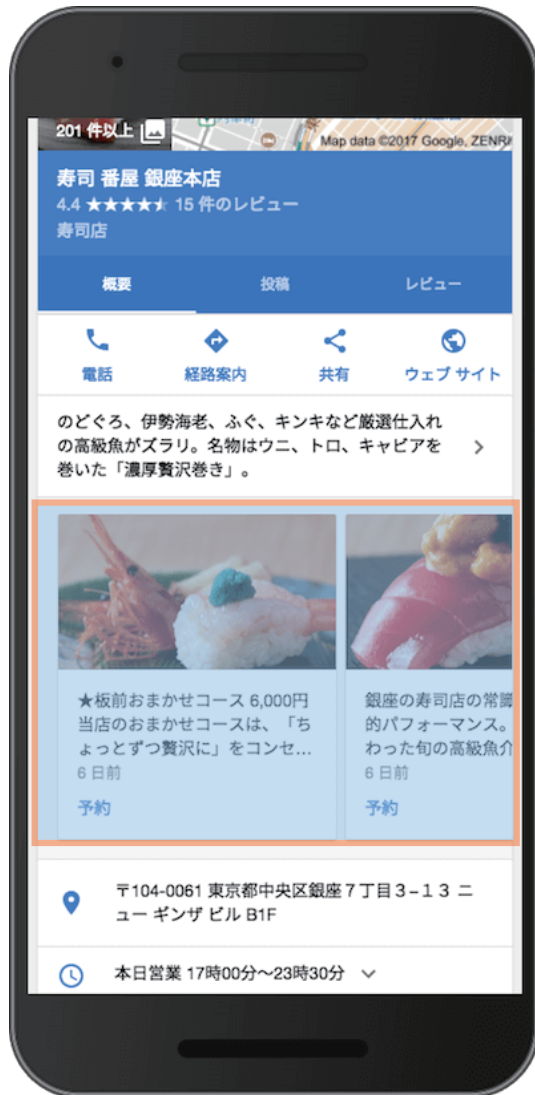 201 件以上
Map data ©2017 Google, ZENRI
寿司 番屋 銀座本店
4.4 ★★★★★ 15 件のレビュー
寿司店
概要 投稿 レビュー
電話 経路案内 共有 ウェブ サイト
のどぐろ、伊勢海老、ふぐ、キンキなど厳選仕入れ
の高級魚がズラリ。名物はウニ、トロ、キャビアを
巻いた「濃厚贅沢巻き」。
★板前おまかせコース 6,000円
当店のおまかせコースは、「ち
ょっとずつ贅沢に」をコンセ...
6 日前
予約
銀座の寿司店の常識
的パフォーマンス。
わった旬の高級魚介
6 日前
予約
〒104-0061 東京都中央区銀座７丁目３−１３ ニ
ュー ギンザ ビル B1F
本日営業 17時00分～23時30分